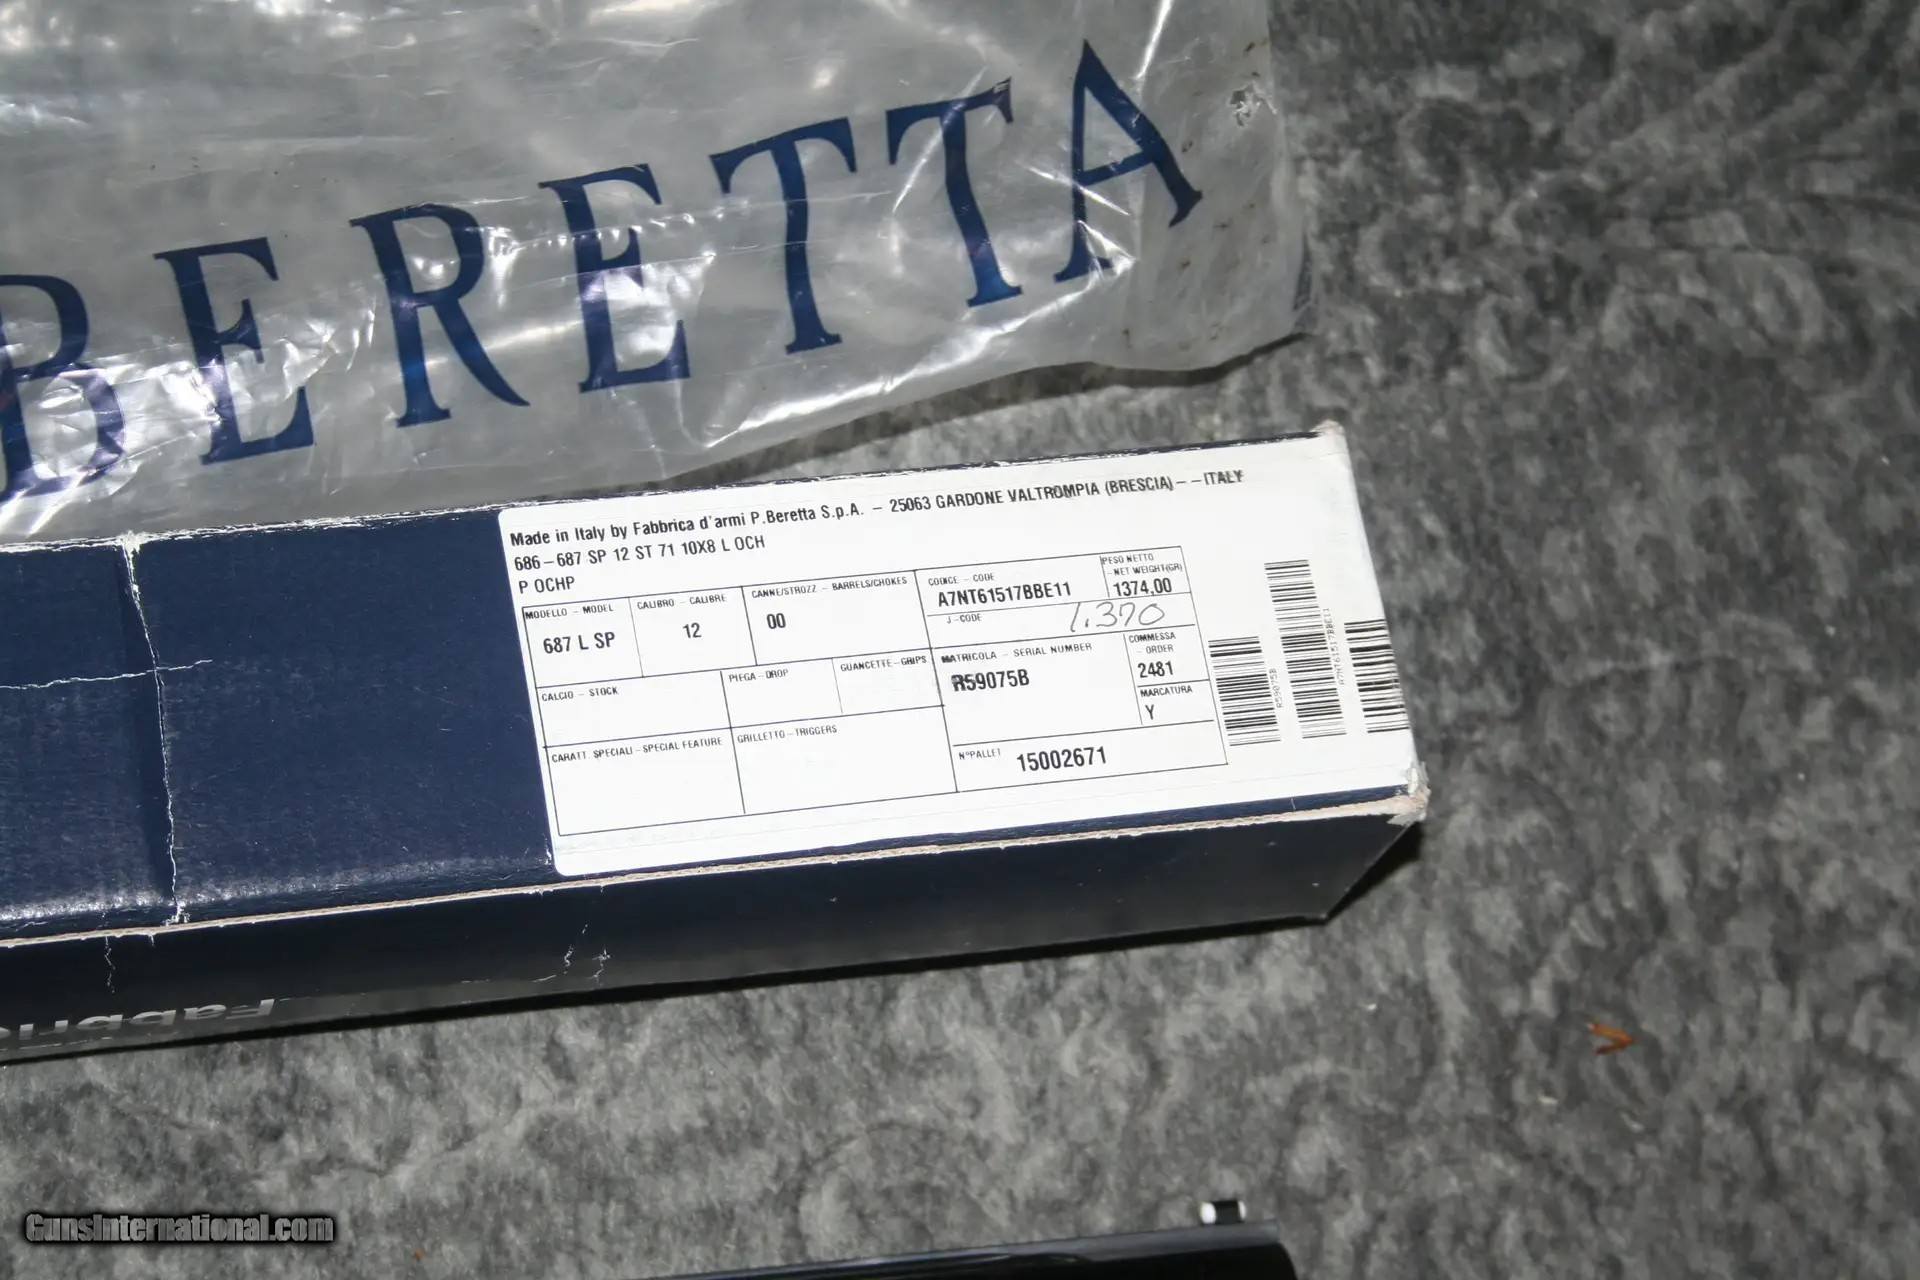 BERETTA
Made in Italy by Fabbrica d'armi P.Beretta S.p.A. – 25063 GARDONE VALTROMPIA (BRESCIA)– –ITALY
686–687 SP 12 ST 71 10X8 L OCH
P OCHP
MODELLO – MODEL
687 L SP
CALIBRO – CALIBRE
12
CANNE/STROZZ – BARRELS/CHOKES
00
CODICE – CODE
A7NT61517BBE11
PESO NETTO
-NET WEIGHT(GR)
1374,00
J-CODE
1.370
CALCIO – STOCK
PIEGA-DROP
GUANCETTE-GRIPS
MATRICOLA – SERIAL NUMBER
R59075B
COMMESSA
- ORDER
2481
MARCATURA
Y
CARATT SPECIALI-SPECIAL FEATURE
GRILLETTO-TRIGGERS
N°PALLET
15002671
R59075B
A7NT61517BBE11
Fabbri
GunsInternational.com